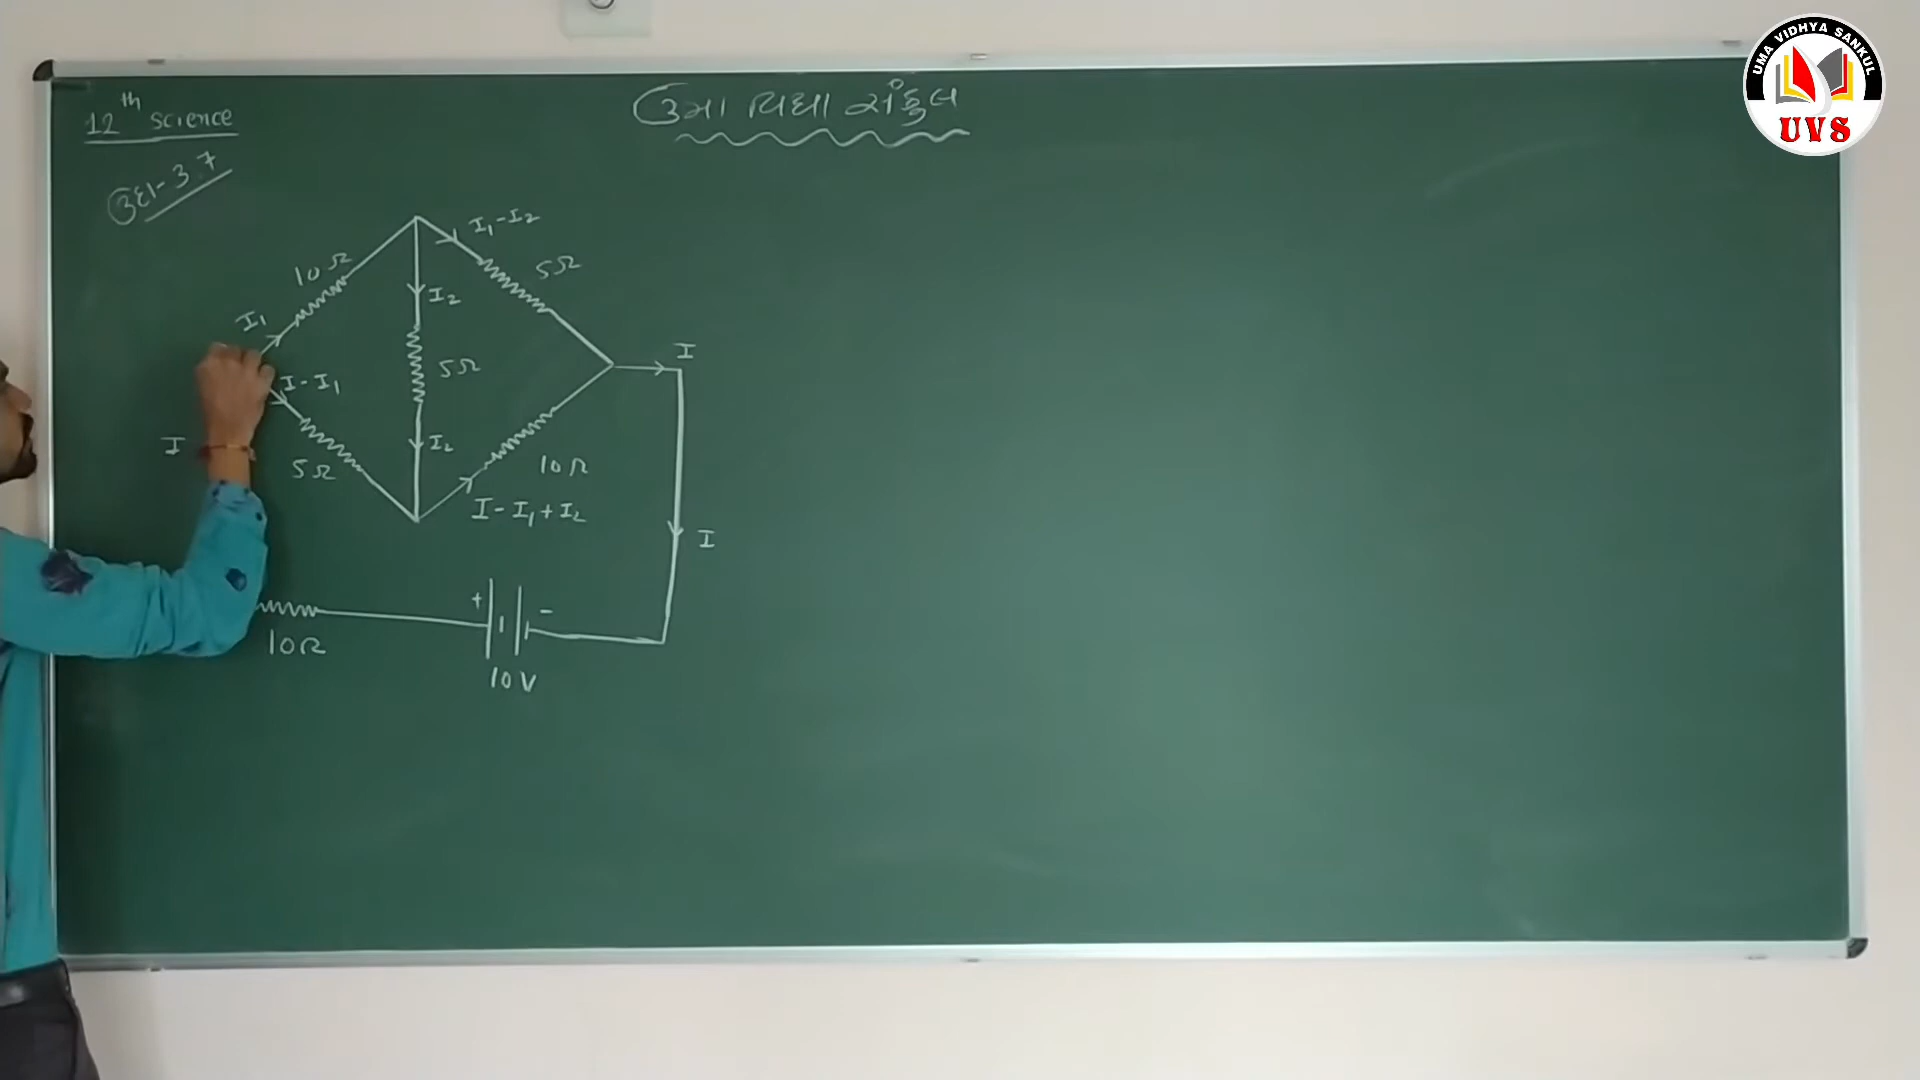 UMA VIDHYA SANKUL
UVS
12th science
ઉમા વિદ્યા સંકુલ
ઉદા-3.7
I₁-I₂
10Ω
5Ω
I₂
I₁
I
5Ω
I-I₁
I
I₂
5Ω
10Ω
I-I₁+I₂
I
+
-
10Ω
10V